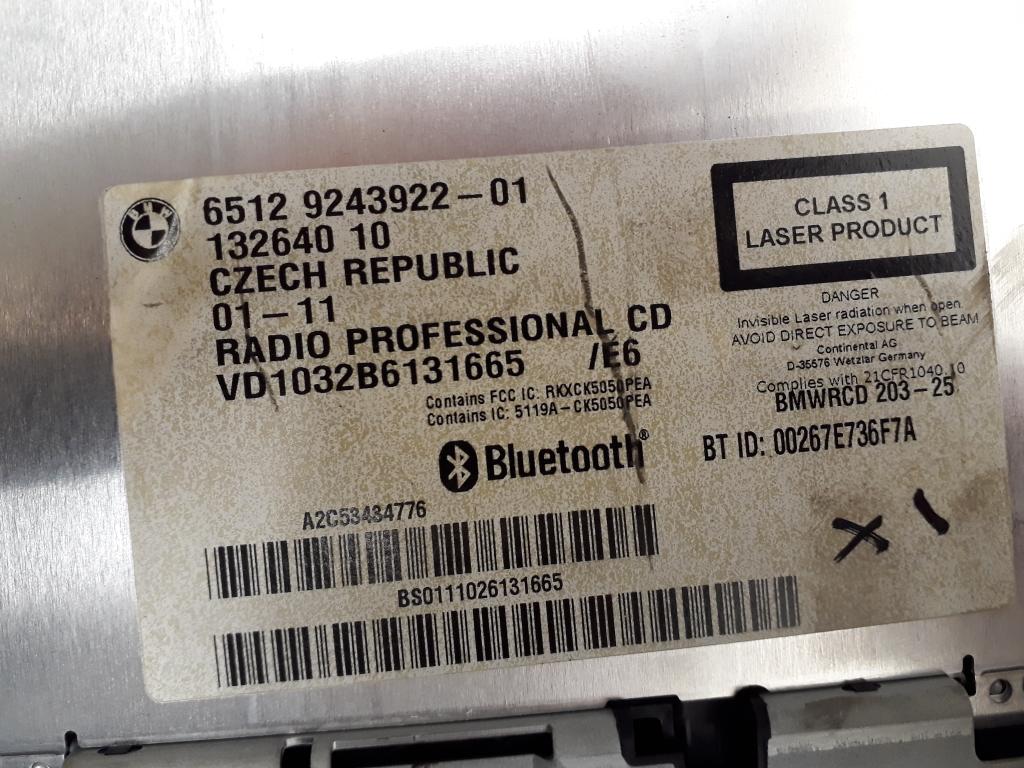 BMW
6512 9243922-01
132640 10
CZECH REPUBLIC
01-11
RADIO PROFESSIONAL CD
VD1032B6131665 /E6
Contains FCC IC: RKXCK5050PEA
Contains IC: 5119A-CK5050PEA
Bluetooth®
CLASS 1
LASER PRODUCT
DANGER
Invisible Laser radiation when open.
AVOID DIRECT EXPOSURE TO BEAM
Continental AG
D-35576 Wetzlar Germany
Complies with 21CFR1040.10
BMWRCD 203-25
BT ID: 00267E736F7A
A2C53434776
BS0111026131665